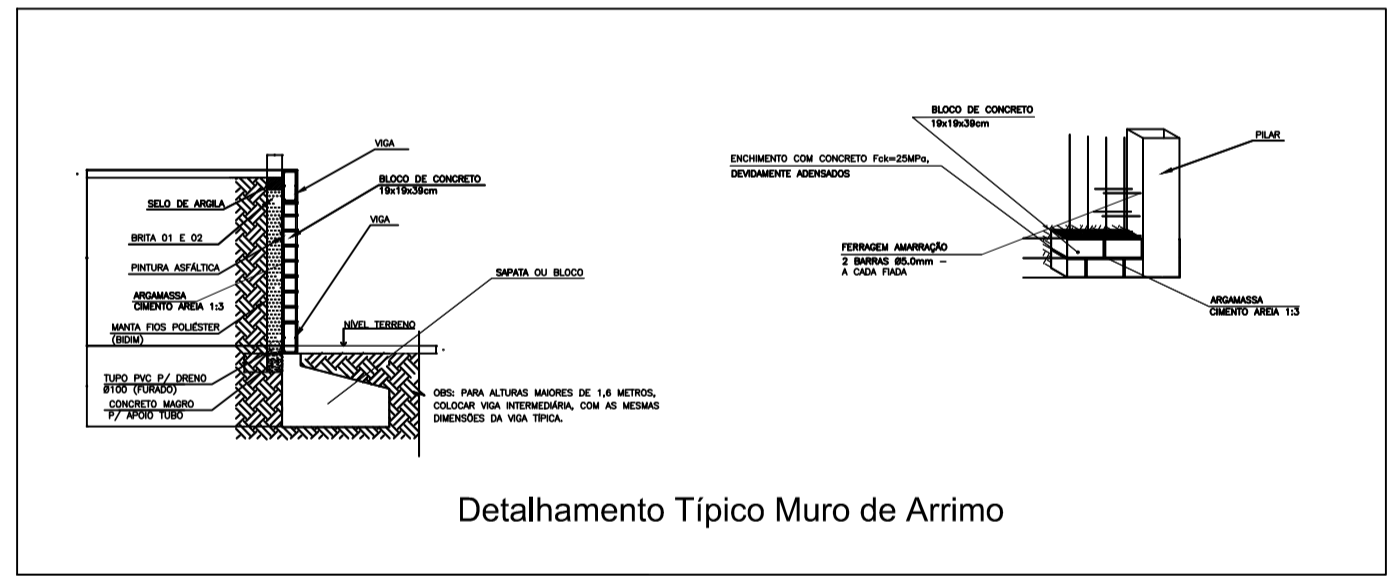 VIGA
BLOCO DE CONCRETO
19x19x39cm
VIGA
SELO DE ARGILA
BRITA 01 E 02
PINTURA ASFÁLTICA
ARGAMASSA
CIMENTO AREIA 1:3
MANTA FIOS POLIÉSTER
(BIDIM)
TUPO PVC P/ DRENO
Ø100 (FURADO)
CONCRETO MAGRO
P/ APOIO TUBO
SAPATA OU BLOCO
NÍVEL TERRENO
OBS: PARA ALTURAS MAIORES DE 1,6 METROS,
COLOCAR VIGA INTERMEDIÁRIA, COM AS MESMAS
DIMENSÕES DA VIGA TÍPICA.
BLOCO DE CONCRETO
19x19x39cm
PILAR
ENCHIMENTO COM CONCRETO Fck=25MPa,
DEVIDAMENTE ADENSADOS
FERRAGEM AMARRAÇÃO
2 BARRAS Ø5.0mm -
A CADA FIADA
ARGAMASSA
CIMENTO AREIA 1:3
Detalhamento Típico Muro de Arrimo